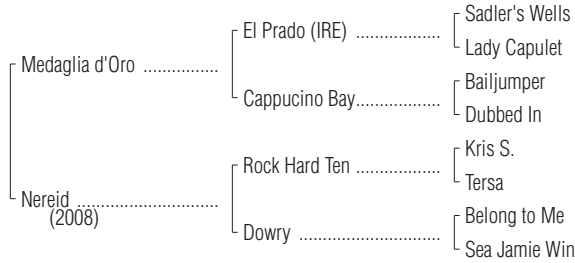 Sadler's Wells
El Prado (IRE) ..................
Lady Capulet
Medaglia d'Oro ................
Bailjumper
Cappucino Bay..................
Dubbed In
Kris S.
Rock Hard Ten ..................
Tersa
Nereid .............................
(2008)
Belong to Me
Dowry ..............................
Sea Jamie Win